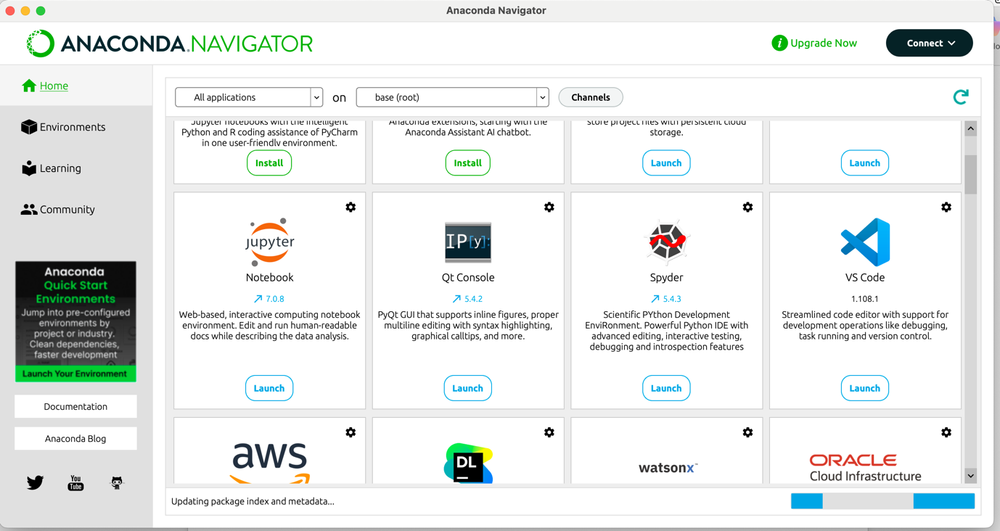 Anaconda Navigator
ANACONDA.NAVIGATOR
i Upgrade Now
Connect
Home
Environments
Learning
Community
Anaconda
Quick Start
Environments
Jump into pre-configured
environments by
project or industry.
Clean dependencies,
faster development
Launch Your Environment
Documentation
Anaconda Blog
You
Tube
All applications
on
base (root)
Channels
Jupyter notebooks with the intelligent
Python and R coding assistance of PyCharm
in one user-friendly environment.
Install
Anaconda extensions, starting with the
Anaconda Assistant AI chatbot.
Install
store project files with persistent cloud
storage.
Launch
Launch
jupyter
Notebook
7.0.8
Web-based, interactive computing notebook
environment. Edit and run human-readable
docs while describing the data analysis.
Launch
IP[y]:
Qt Console
5.4.2
PyQt GUI that supports inline figures, proper
multiline editing with syntax highlighting,
graphical calltips, and more.
Launch
Spyder
5.4.3
Scientific PYthon Development
EnviRonment. Powerful Python IDE with
advanced editing, interactive testing,
debugging and introspection features
Launch
VS Code
1.108.1
Streamlined code editor with support for
development operations like debugging,
task running and version control.
Launch
aws
DL
watsonx™
ORACLE
Cloud Infrastructure
Updating package index and metadata...